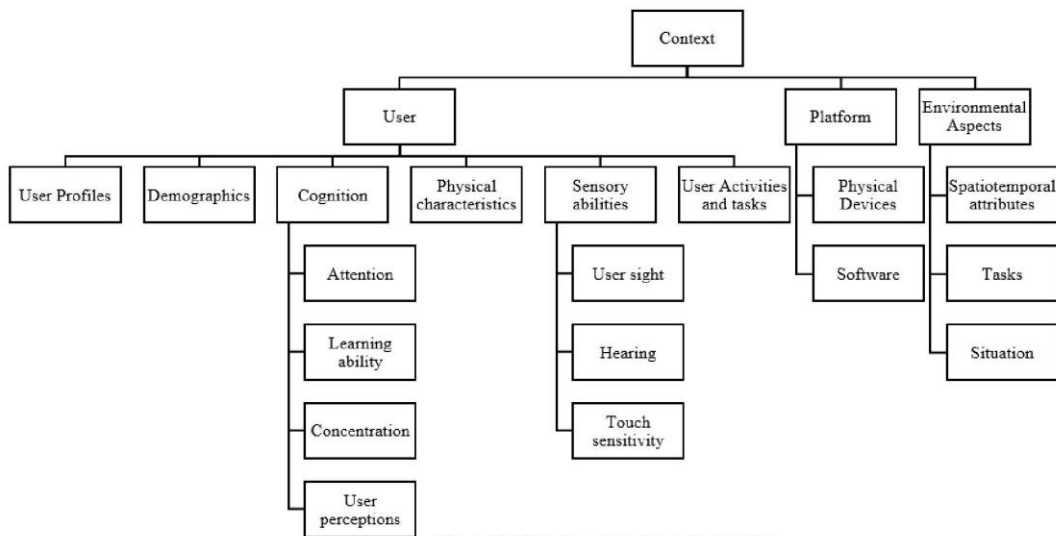 Context
User
Platform
Environmental
Aspects
User Profiles
Demographics
Cognition
Physical
characteristics
Sensory
abilities
User Activities
and tasks
Physical
Devices
Spatiotemporal
attributes
Attention
User sight
Software
Tasks
Learning
ability
Hearing
Situation
Concentration
Touch
sensitivity
User
perceptions